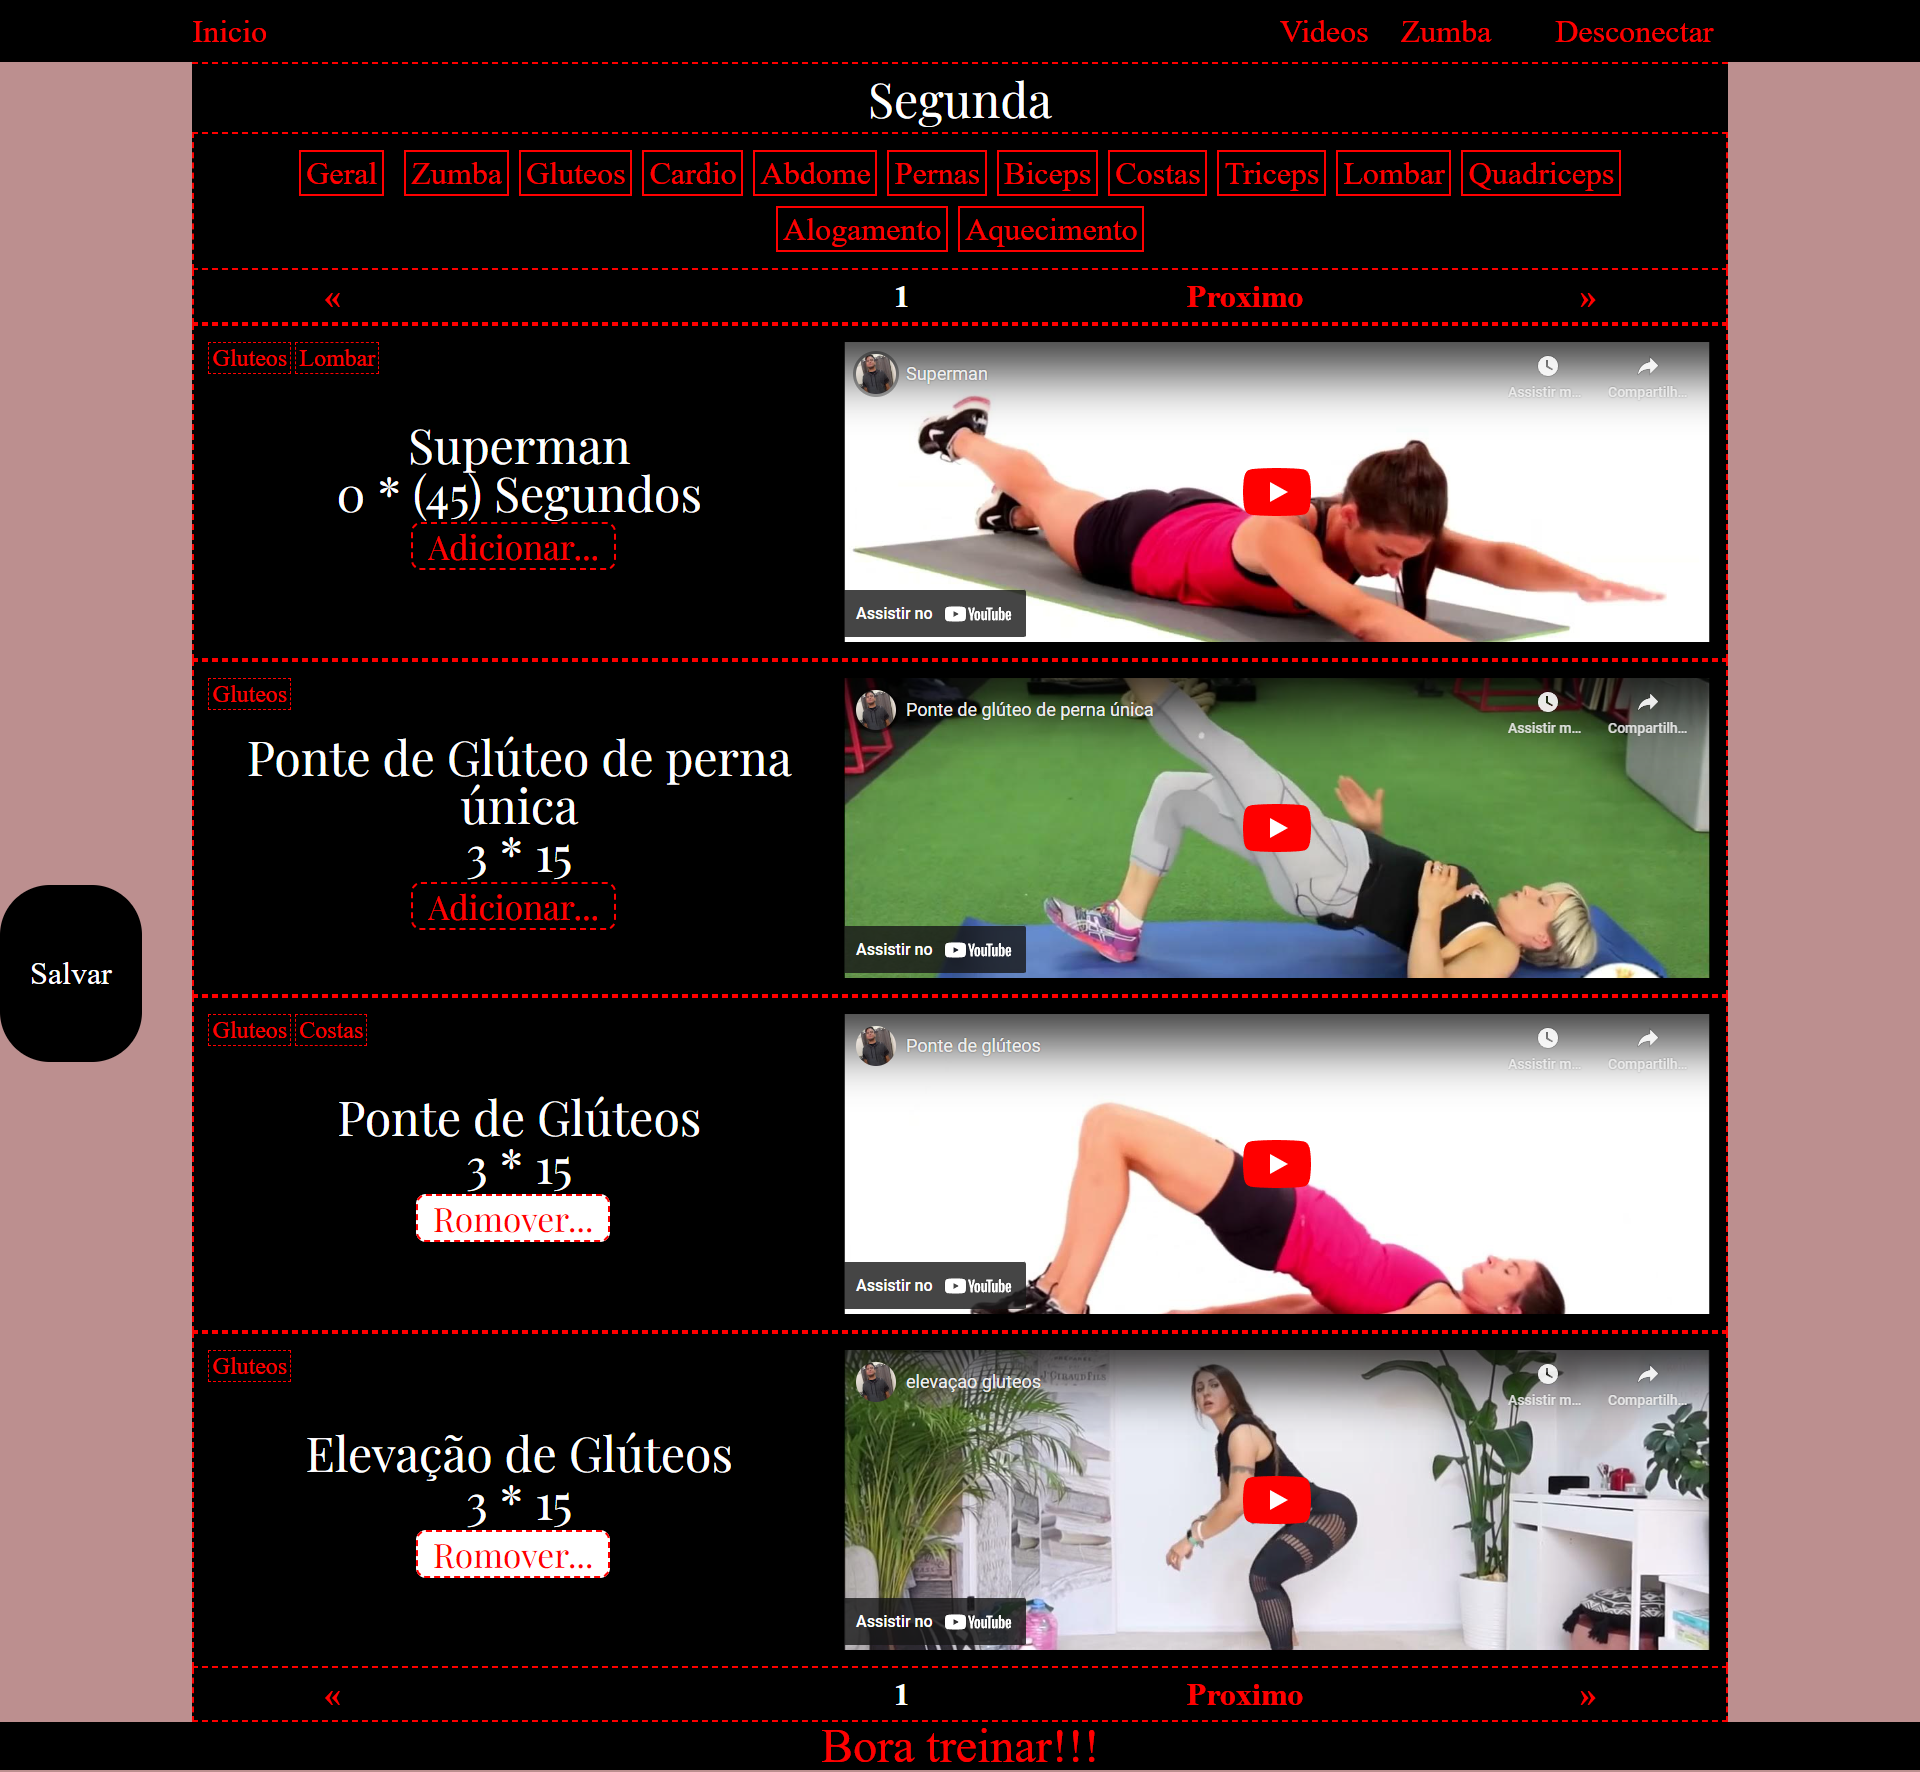 Inicio Videos Zumba Desconectar
Segunda
Geral Zumba Gluteos Cardio Abdome Pernas Biceps Costas Triceps Lombar Quadriceps
Alogamento Aquecimento
« 1 Proximo »
Gluteos Lombar
Superman
0 * (45) Segundos
Adicionar...
Superman
Assistir m...
Compartilh...
Assistir no YouTube
Gluteos
Ponte de Glúteo de perna
única
3 * 15
Adicionar...
Ponte de glúteo de perna única
Assistir m...
Compartilh...
Assistir no YouTube
Salvar
Gluteos Costas
Ponte de Glúteos
3 * 15
Romover...
Ponte de glúteos
Assistir m...
Compartilh...
Assistir no YouTube
Gluteos
Elevação de Glúteos
3 * 15
Romover...
elevaçao gluteos
Assistir m...
Compartilh...
Assistir no YouTube
« 1 Proximo »
Bora treinar!!!